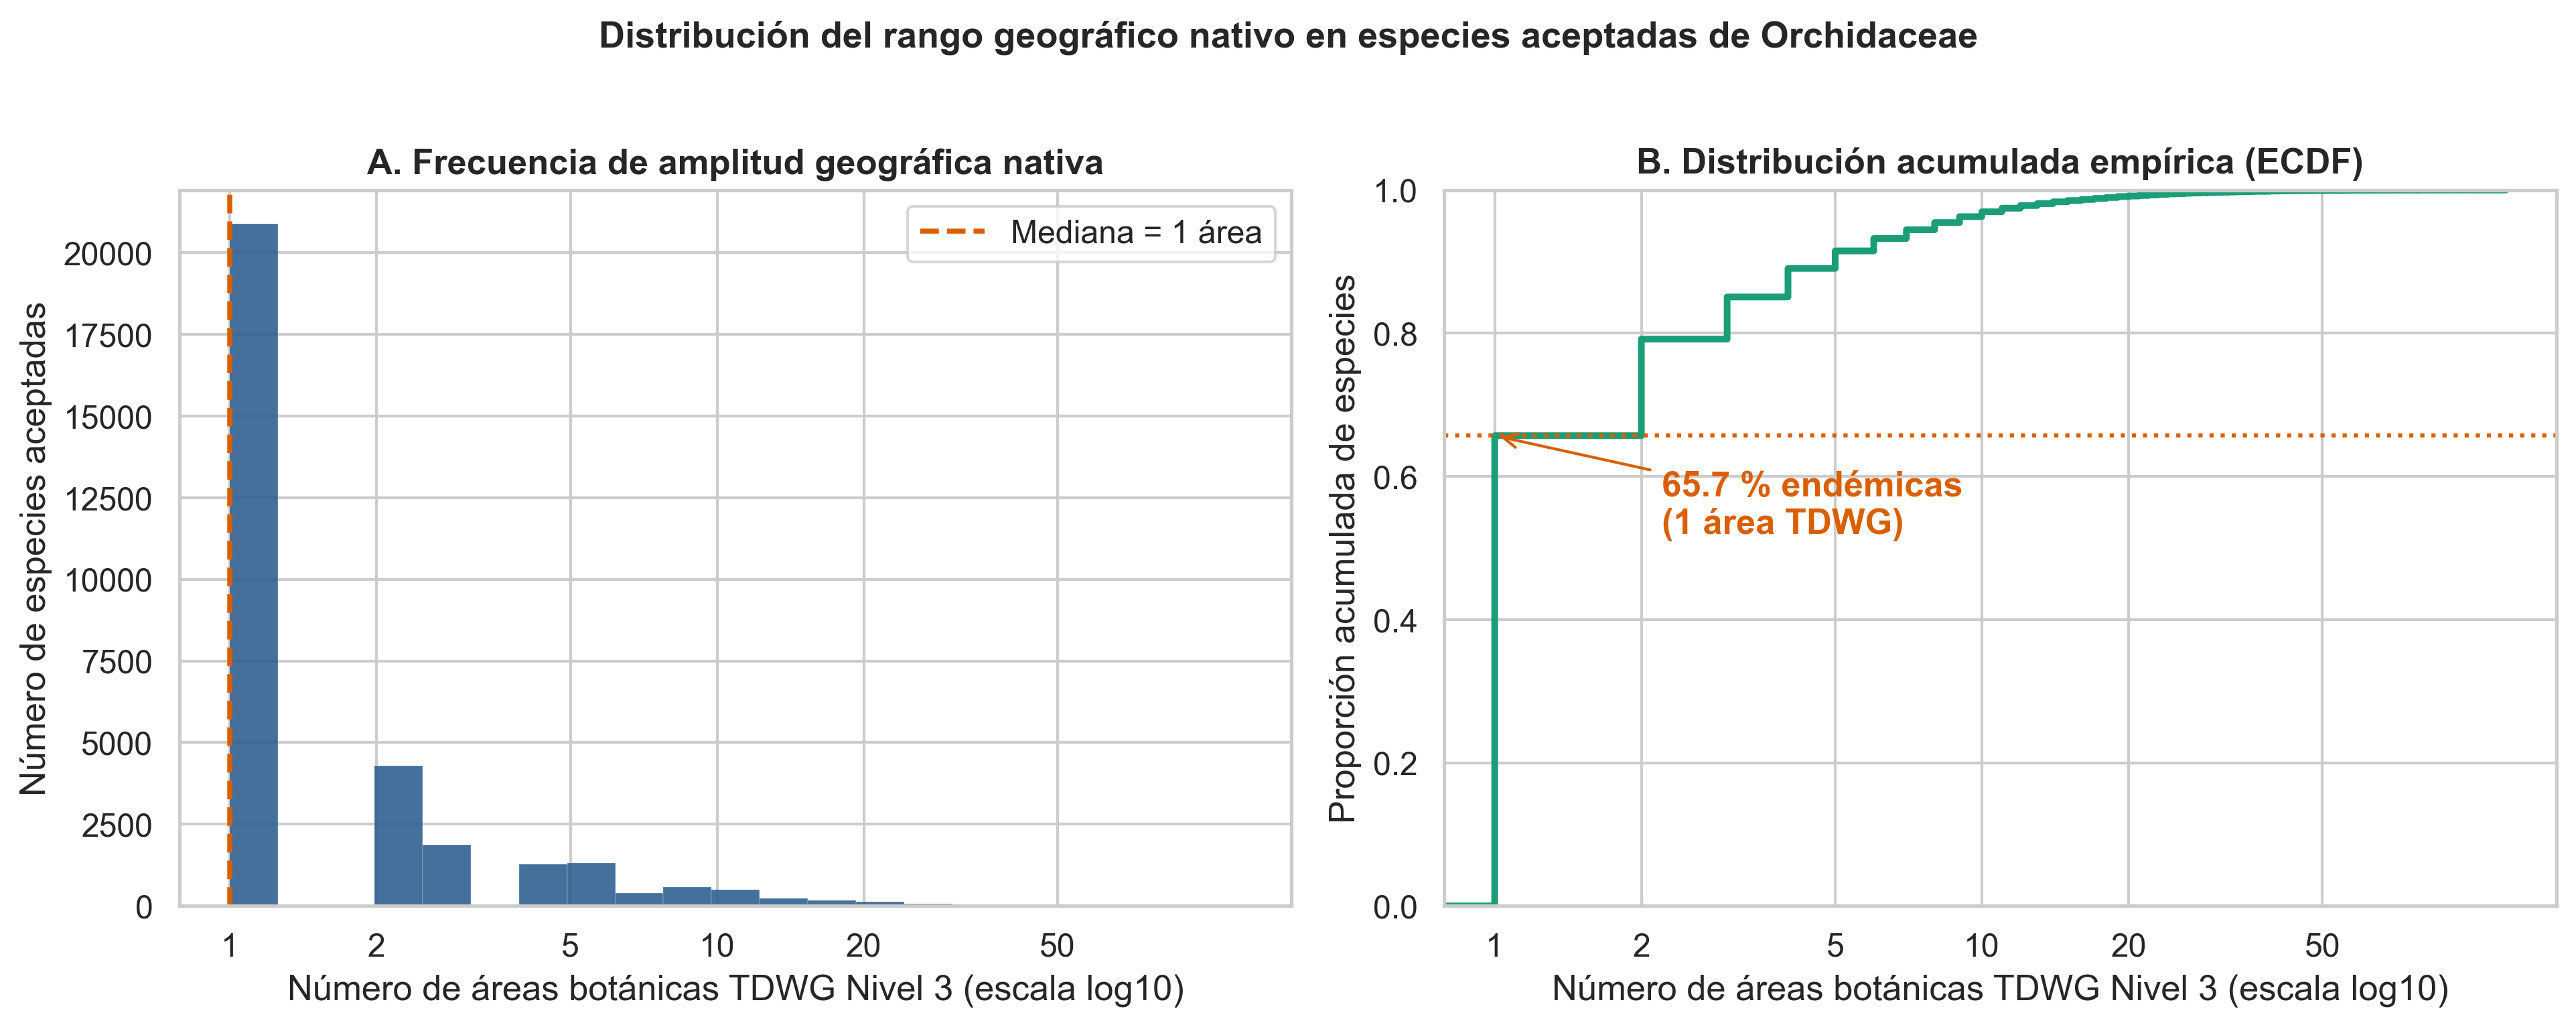 Distribución del rango geográfico nativo en especies aceptadas de Orchidaceae
A. Frecuencia de amplitud geográfica nativa
Número de especies aceptadas
20000
17500
15000
12500
10000
7500
5000
2500
0
Mediana = 1 área
1 2 5 10 20 50
Número de áreas botánicas TDWG Nivel 3 (escala log10)
B. Distribución acumulada empírica (ECDF)
Proporción acumulada de especies
1.0
0.8
0.6
0.4
0.2
0.0
65.7 % endémicas
(1 área TDWG)
1 2 5 10 20 50
Número de áreas botánicas TDWG Nivel 3 (escala log10)